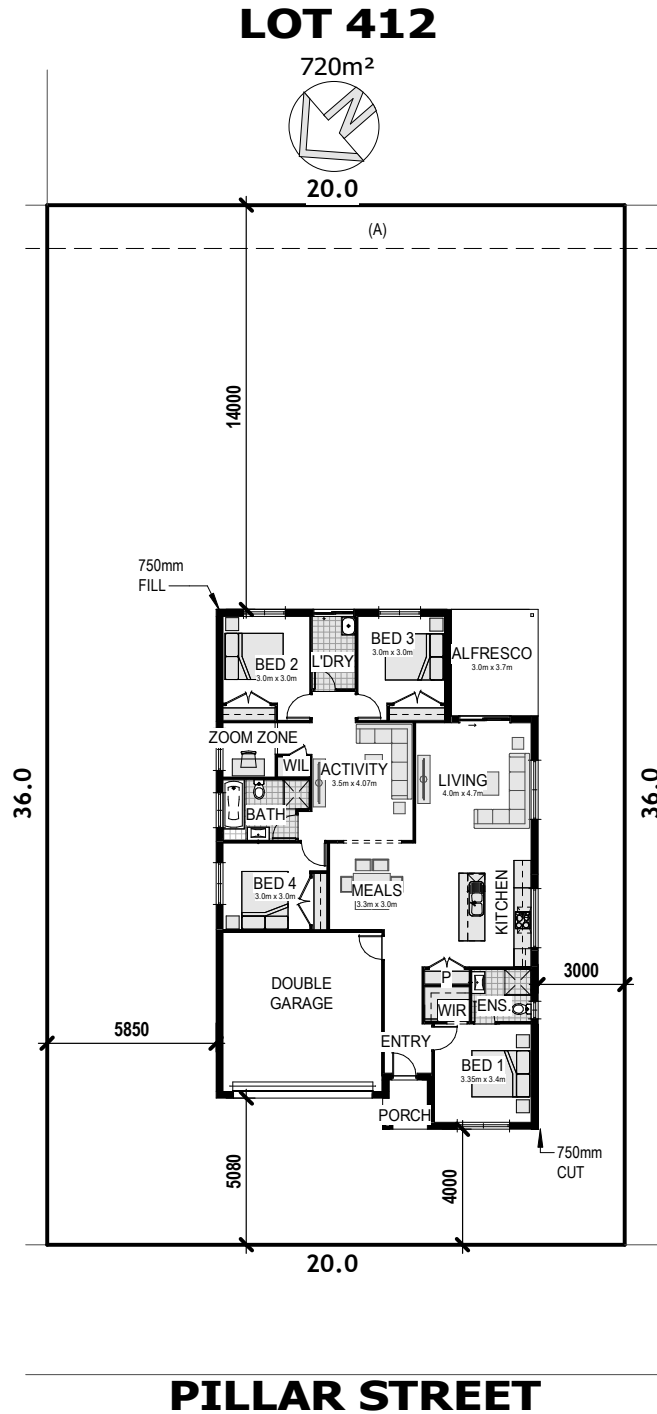 LOT 412
720m²
N
20.0
(A)
14000
750mm
FILL
BED 2
3.0m x 3.0m
L'DRY
BED 3
3.0m x 3.0m
ALFRESCO
3.0m x 3.7m
ZOOM ZONE
WIL
ACTIVITY
3.5m x 4.07m
LIVING
4.0m x 4.7m
36.0
36.0
BATH
BED 4
3.0m x 3.0m
MEALS
3.3m x 3.0m
KITCHEN
DOUBLE
GARAGE
P
WIR
ENS.
3000
5850
ENTRY
BED 1
3.35m x 3.4m
PORCH
5080
4000
750mm
CUT
20.0
PILLAR STREET